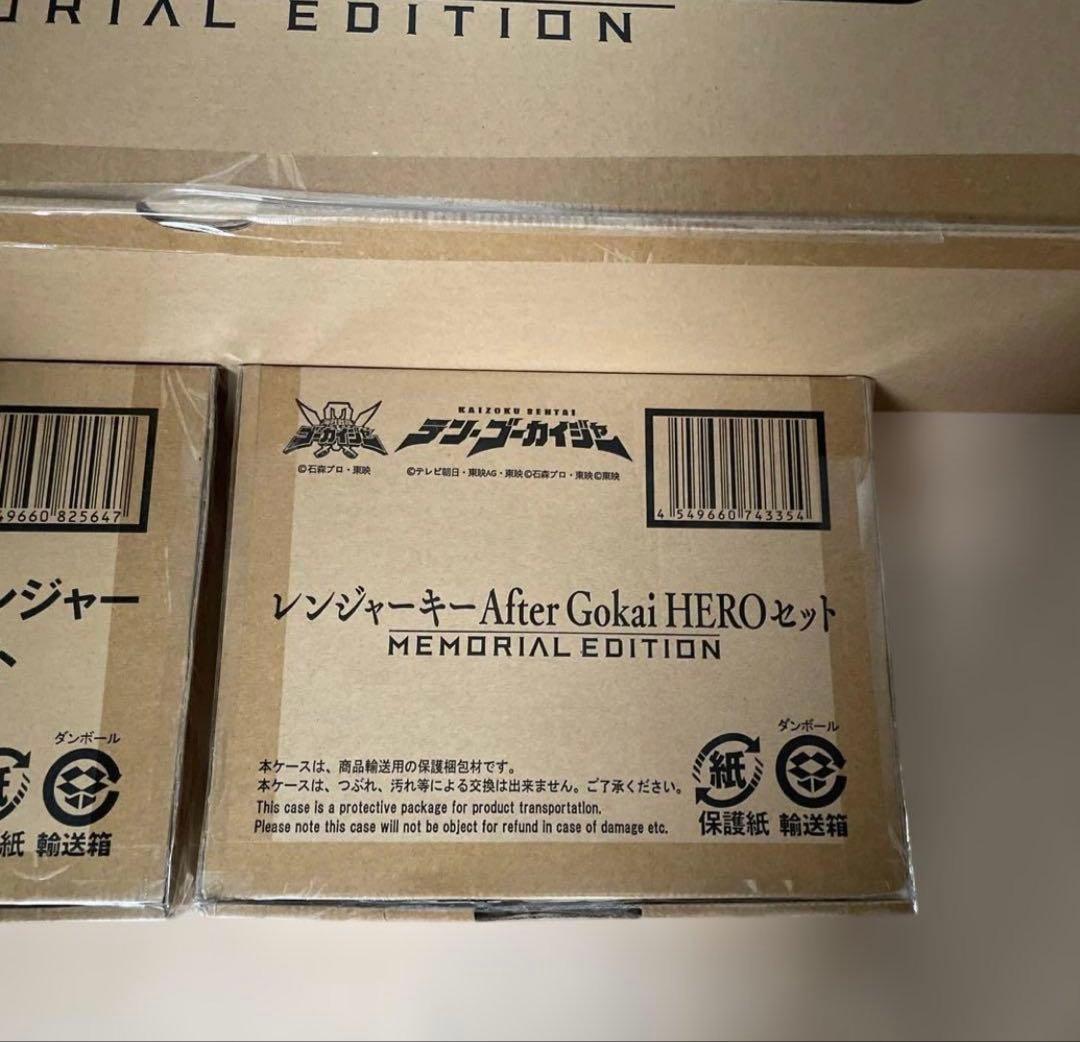 ORIAL EDITION
49660 825647
ンジャー
ト
ダンボール
紙 輸送箱
ゴーカイジャー
©石森プロ・東映
KAIZOKU SENTAI
テン・ゴーカイジャー
©テレビ朝日・東映AG・東映 ©石森プロ・東映 ©東映
4 549660 743354
レンジャーキー After Gokai HEROセット
MEMORIAL EDITION
本ケースは、商品輸送用の保護梱包材です。
本ケースは、つぶれ、汚れ等による交換は出来ません。ご了承ください。
This case is a protective package for product transportation.
Please note this case will not be object for refund in case of damage etc.
ダンボール
紙
保護紙 輸送箱